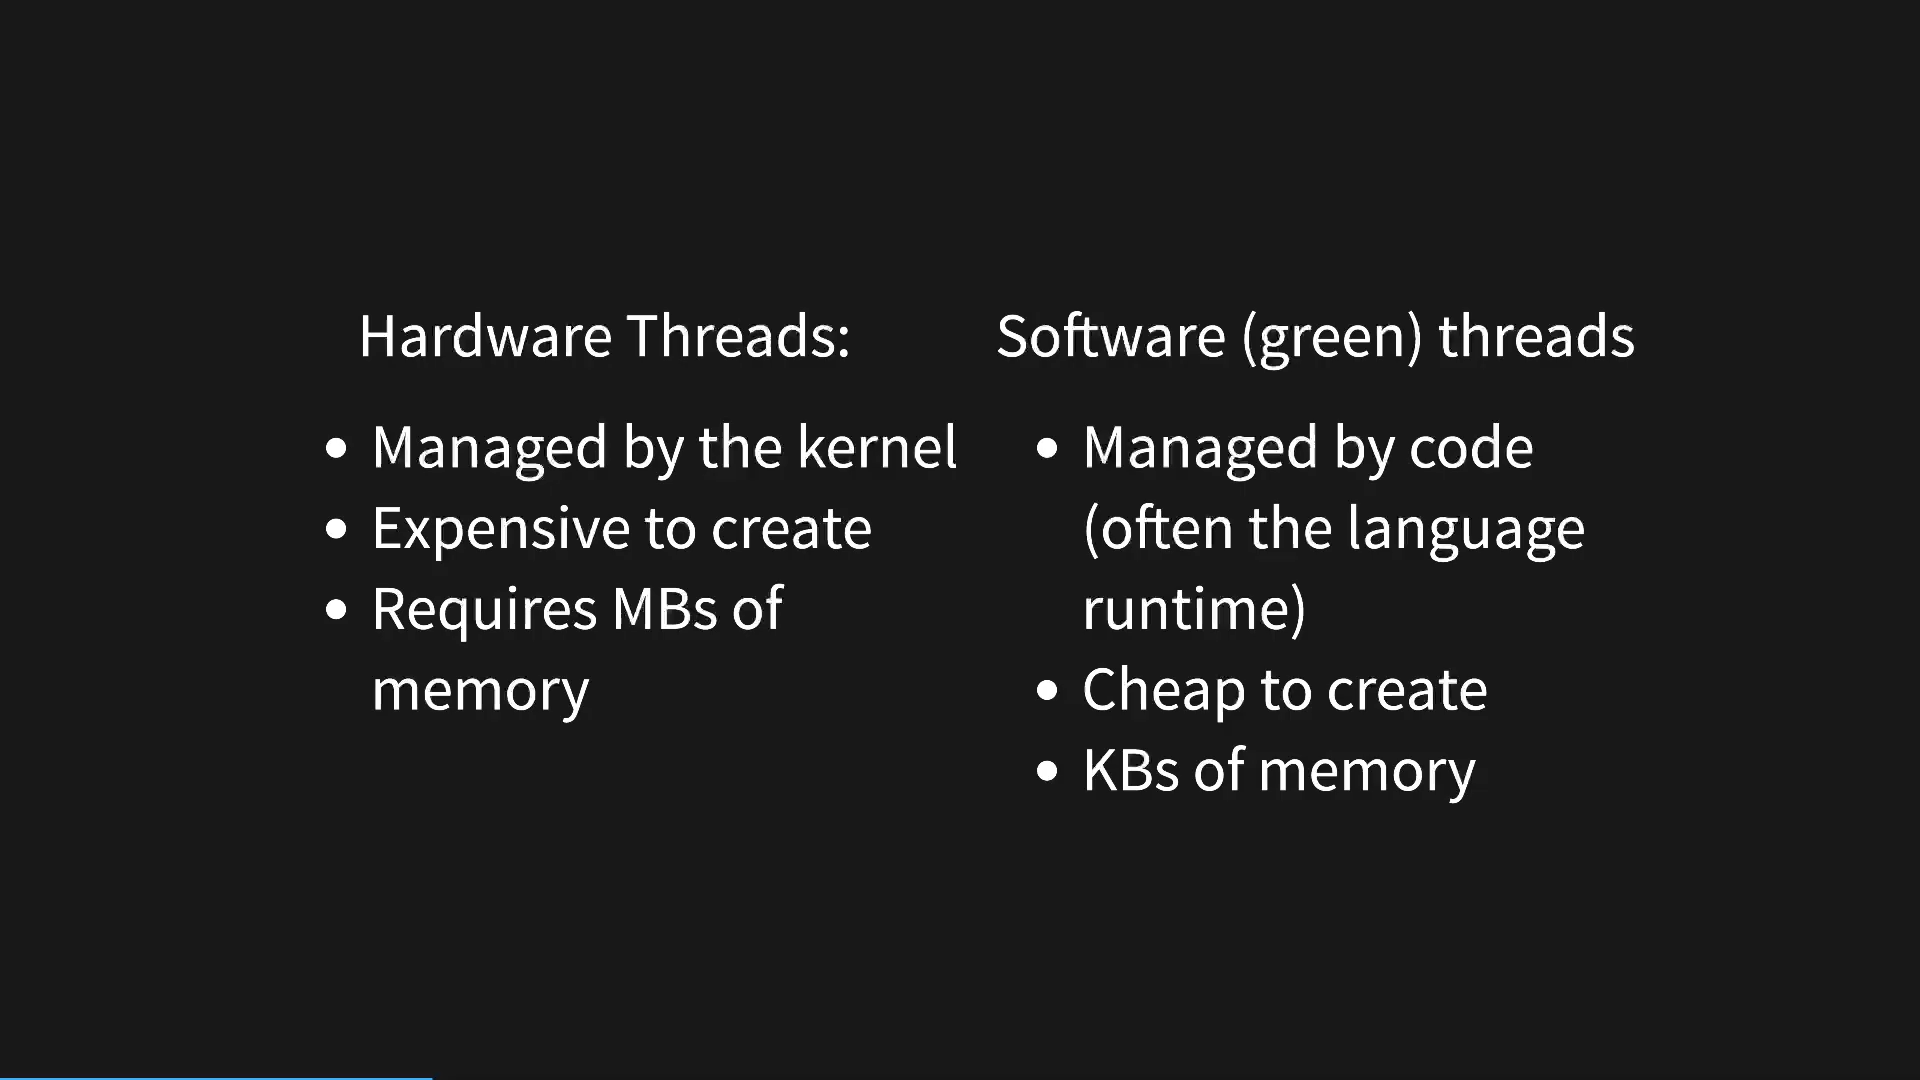 Hardware Threads:
• Managed by the kernel
• Expensive to create
• Requires MBs of
memory
Software (green) threads
• Managed by code
(often the language
runtime)
• Cheap to create
• KBs of memory